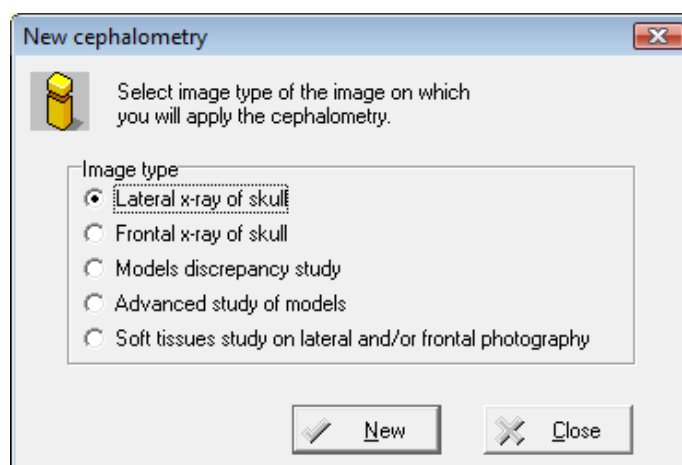 New cephalometry
Select image type of the image on which
you will apply the cephalometry.
Image type
Lateral x-ray of skull
Frontal x-ray of skull
Models discrepancy study
Advanced study of models
Soft tissues study on lateral and/or frontal photography
New
Close